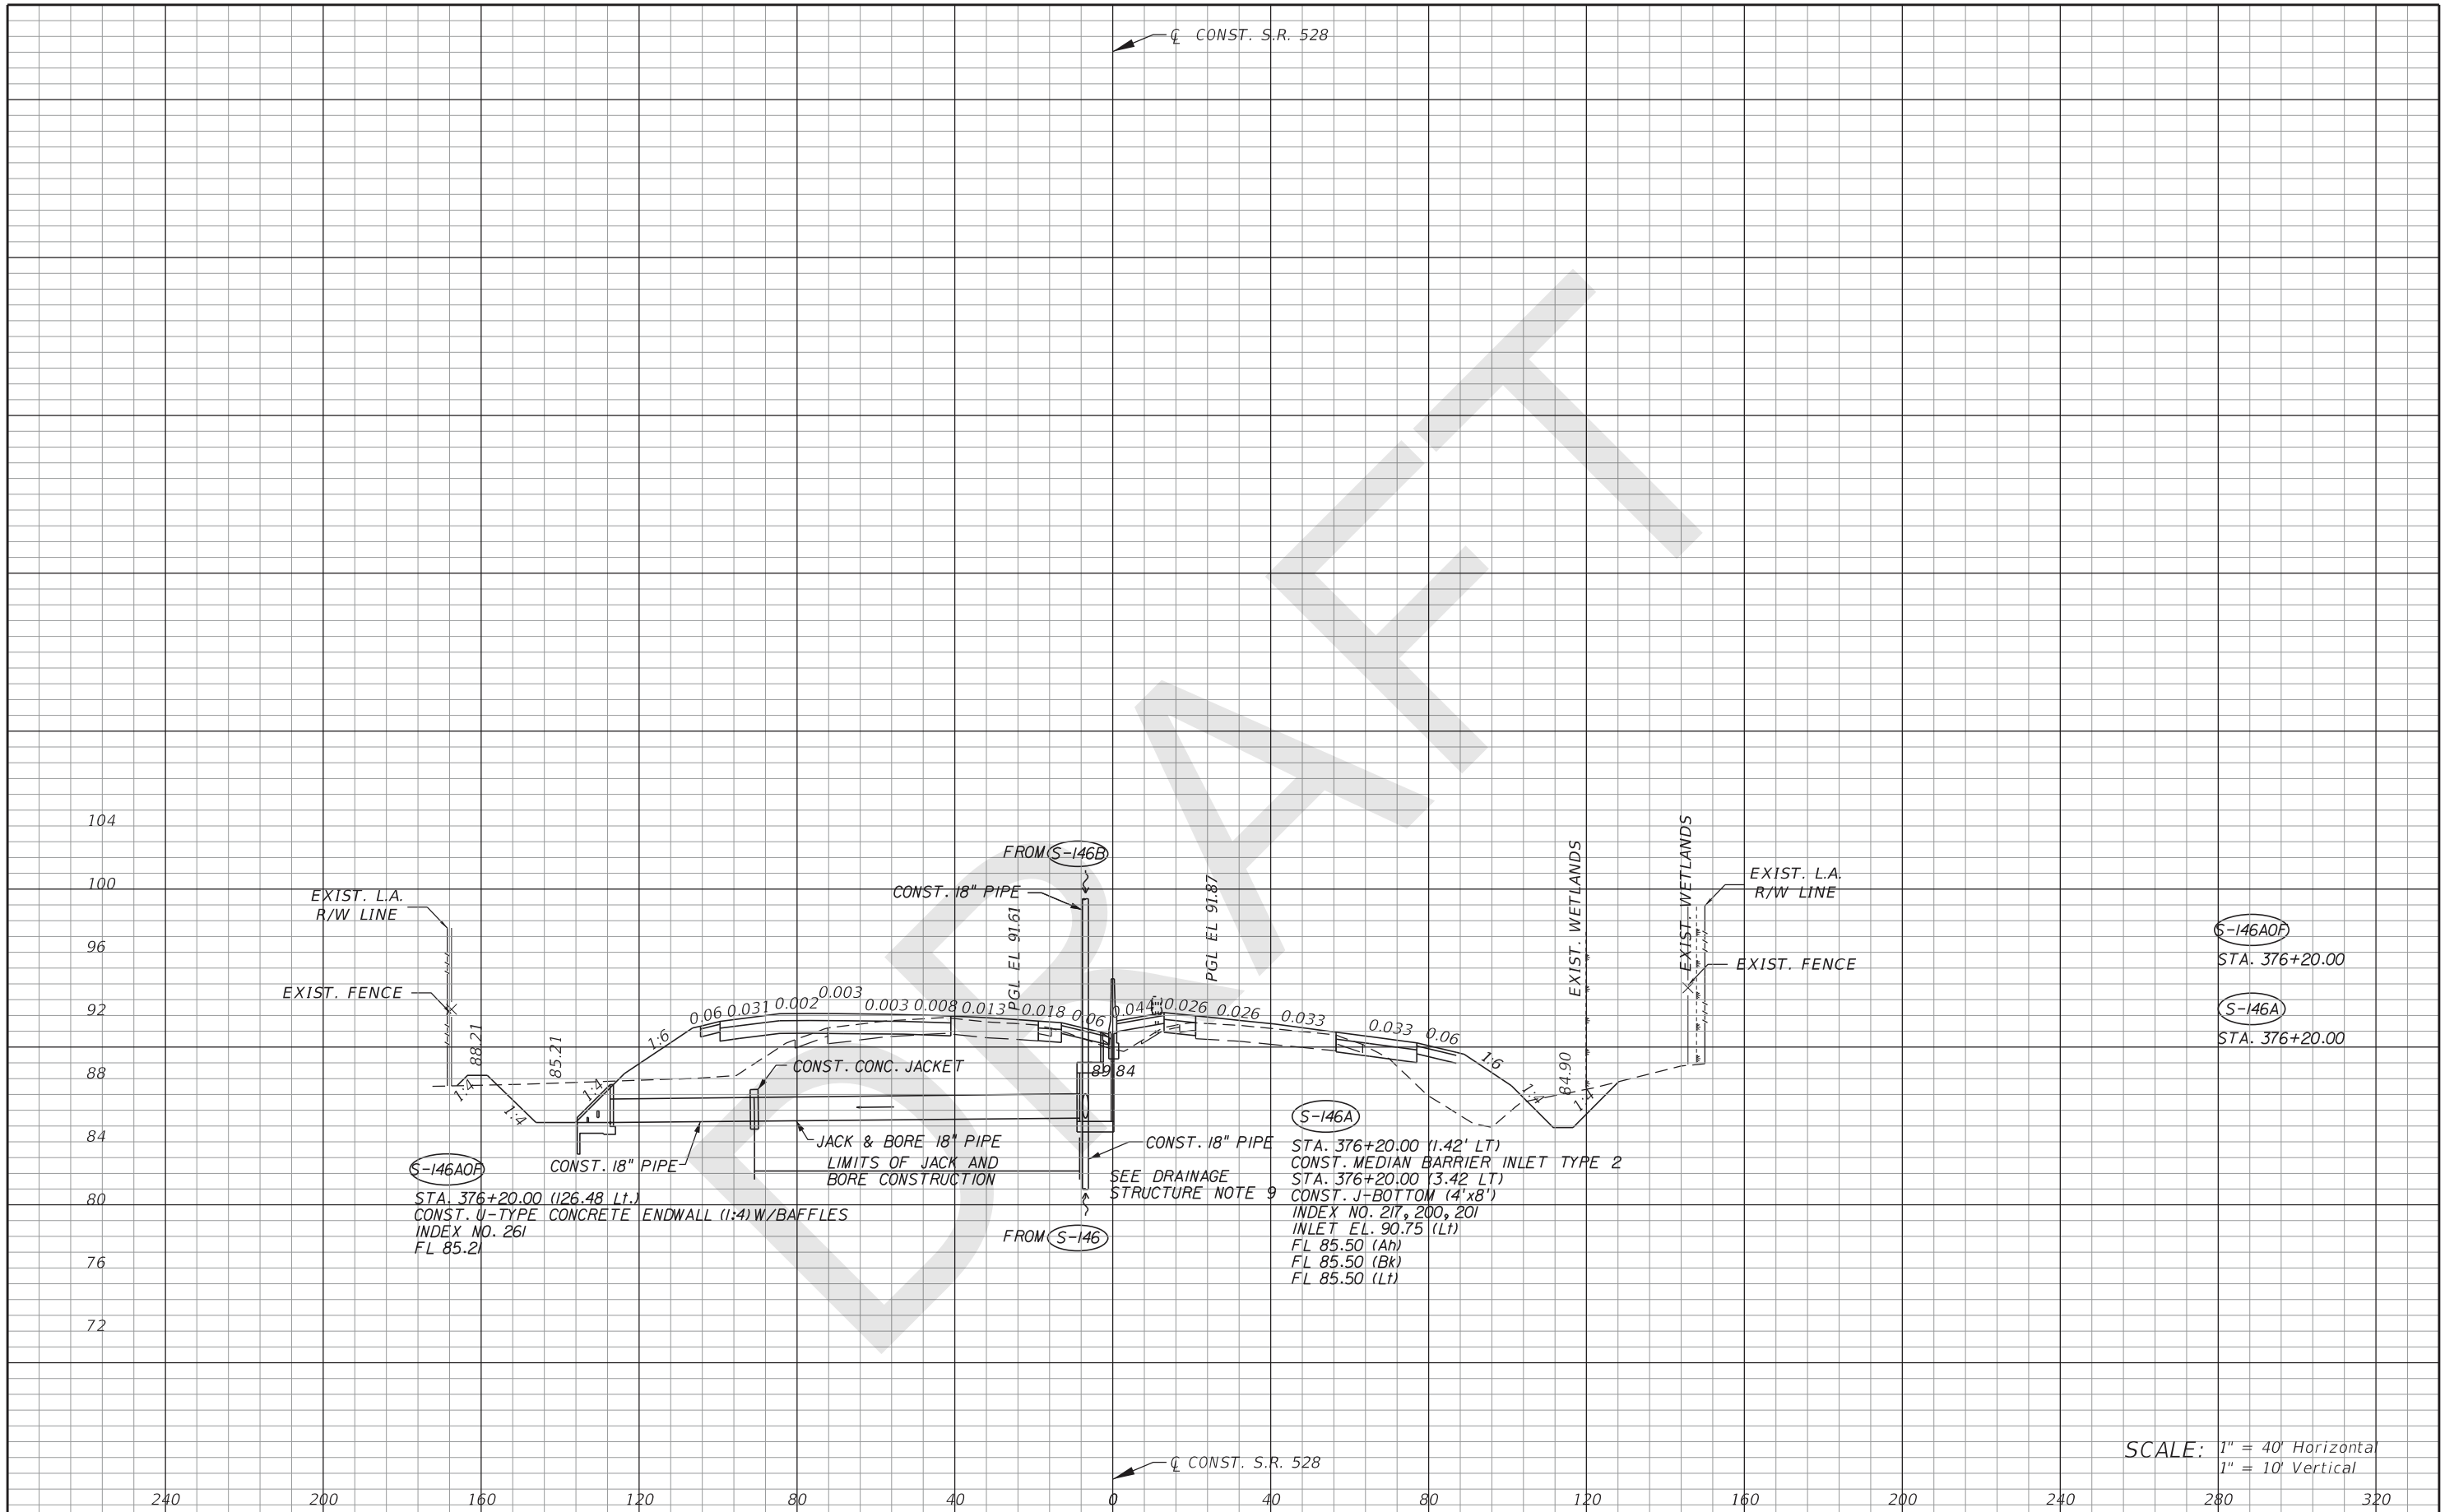 ℄ CONST. S.R. 528
DRAFT
104
100
96
92
88
84
80
76
72
FROM S-146B
CONST. 18" PIPE
EXIST. L.A.
R/W LINE
EXIST. FENCE
88.21
85.21
1:4
1:4
1:4
1:6
0.06
0.031
0.002
0.003
0.003
0.008
0.013
0.018
0.06
PGL EL 91.61
PGL EL 91.87
0.044
0.026
0.026
0.033
0.033
0.06
1:6
1:4
84.90
1:4
EXIST. WETLANDS
EXIST. WETLANDS
EXIST. L.A.
R/W LINE
EXIST. FENCE
S-146AOF
STA. 376+20.00
S-146A
STA. 376+20.00
CONST. CONC. JACKET
89.84
JACK & BORE 18" PIPE
LIMITS OF JACK AND
BORE CONSTRUCTION
CONST. 18" PIPE
CONST. 18" PIPE
SEE DRAINAGE
STRUCTURE NOTE 9
FROM S-146
S-146AOF
STA. 376+20.00 (126.48 Lt.)
CONST. U-TYPE CONCRETE ENDWALL (1:4) W/BAFFLES
INDEX NO. 261
FL 85.21
S-146A
STA. 376+20.00 (1.42' LT)
CONST. MEDIAN BARRIER INLET TYPE 2
STA. 376+20.00 (3.42 LT)
CONST. J-BOTTOM (4'x8')
INDEX NO. 217, 200, 201
INLET EL. 90.75 (Lt)
FL 85.50 (Ah)
FL 85.50 (Bk)
FL 85.50 (Lt)
℄ CONST. S.R. 528
SCALE: 1" = 40' Horizontal
1" = 10' Vertical
240 200 160 120 80 40 0 40 80 120 160 200 240 280 320